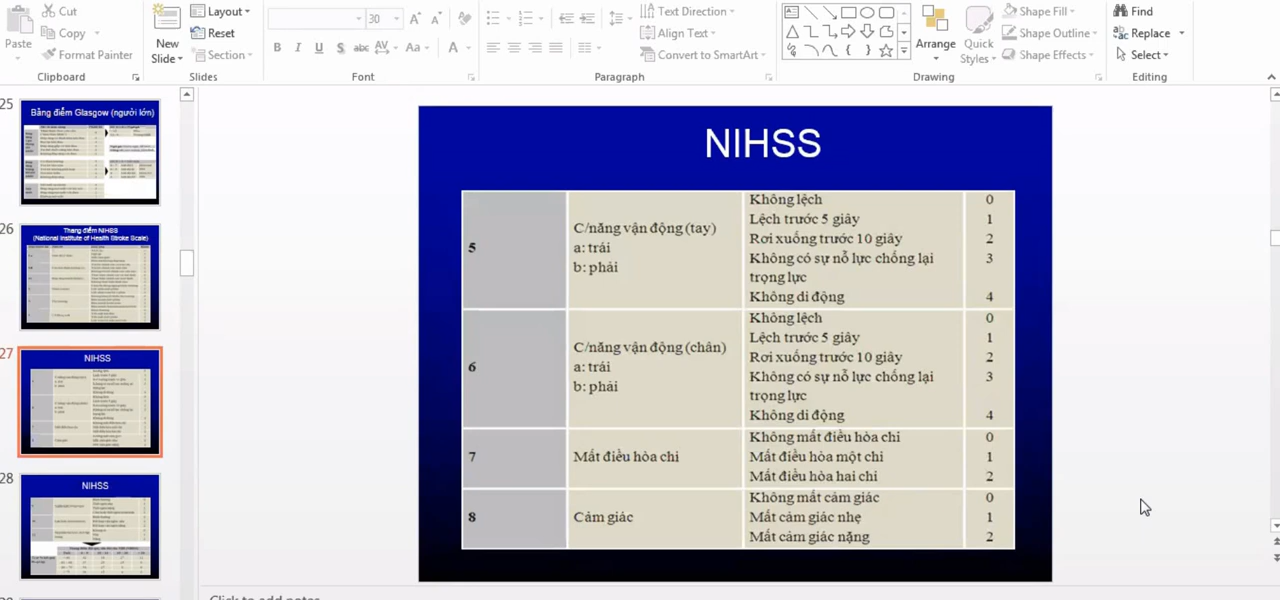 Cut
Copy
Paste
Format Painter
Clipboard
New
Slide
Layout
Reset
Section
Slides
30
B I U S abc AV Aa A
Font
Text Direction
Align Text
Convert to SmartArt
Paragraph
Arrange
Quick
Styles
Shape Fill
Shape Outline
Shape Effects
Drawing
Find
Replace
Select
Editing
25
Bảng điểm Glasgow (người lớn)
26
Thang điểm NIHSS
(National Institute of Health Stroke Scale)
27
NIHSS
28
NIHSS
NIHSS
5
C/năng vận động (tay)
a: trái
b: phải
Không lệch 0
Lệch trước 5 giây 1
Rơi xuống trước 10 giây 2
Không có sự nỗ lực chống lại 3
trọng lực
Không di động 4
6
C/năng vận động (chân)
a: trái
b: phải
Không lệch 0
Lệch trước 5 giây 1
Rơi xuống trước 10 giây 2
Không có sự nỗ lực chống lại 3
trọng lực
Không di động 4
7
Mất điều hòa chi
Không mất điều hòa chi 0
Mất điều hòa một chi 1
Mất điều hòa hai chi 2
8
Cảm giác
Không mất cảm giác 0
Mất cảm giác nhẹ 1
Mất cảm giác nặng 2
Click to add notes